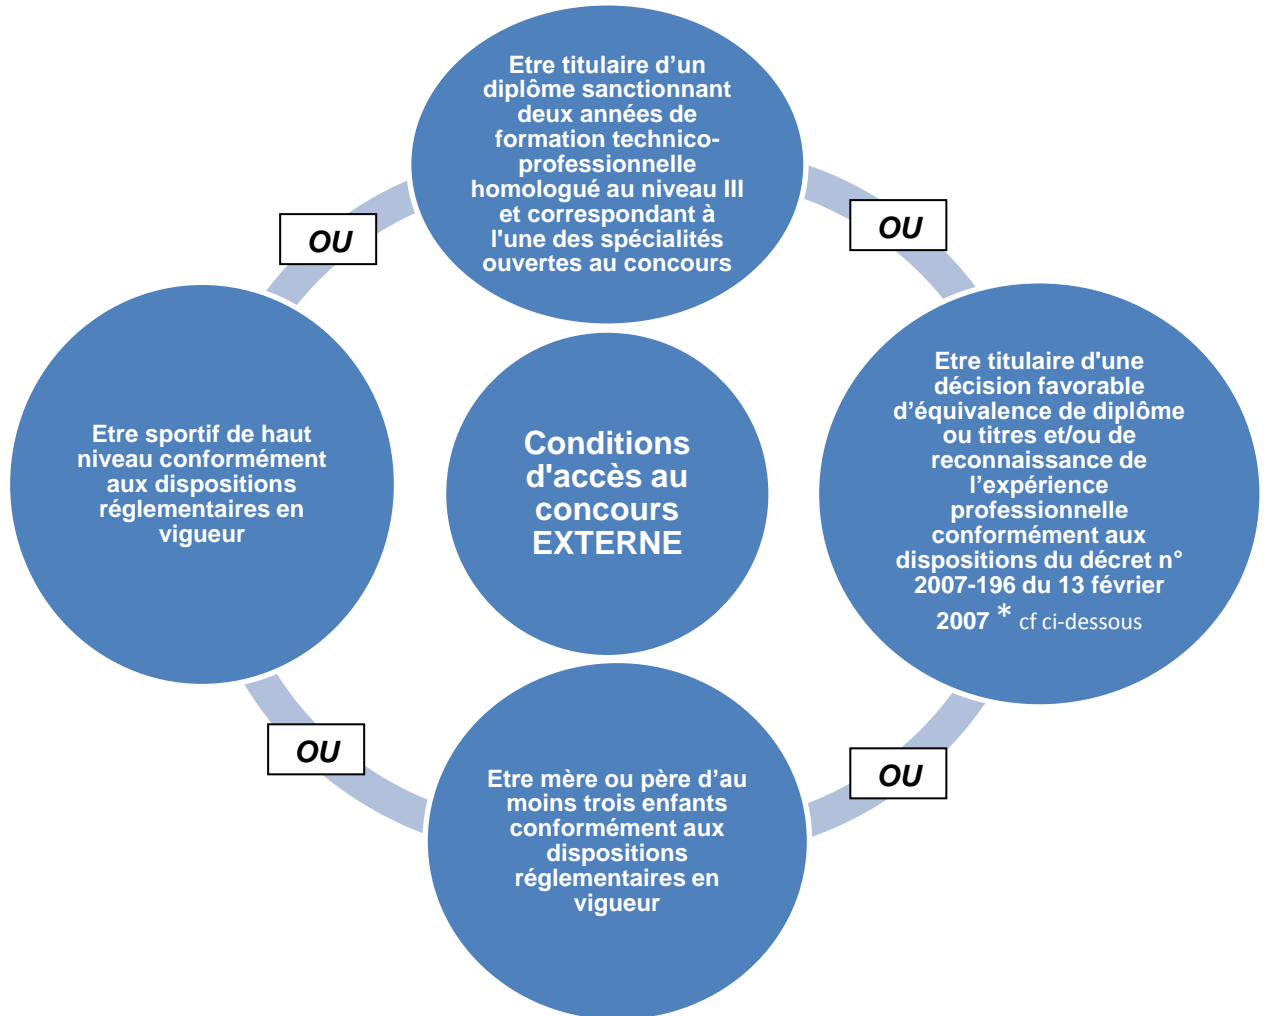 Etre titulaire d’un
diplôme sanctionnant
deux années de
formation technico-
professionnelle
homologué au niveau III
et correspondant à
l'une des spécialités
ouvertes au concours
OU
OU
Etre sportif de haut
niveau conformément
aux dispositions
réglementaires en
vigueur
Conditions
d'accès au
concours
EXTERNE
Etre titulaire d'une
décision favorable
d’équivalence de diplôme
ou titres et/ou de
reconnaissance de
l’expérience
professionnelle
conformément aux
dispositions du décret n°
2007-196 du 13 février
2007 * cf ci-dessous
OU
OU
Etre mère ou père d’au
moins trois enfants
conformément aux
dispositions
réglementaires en
vigueur